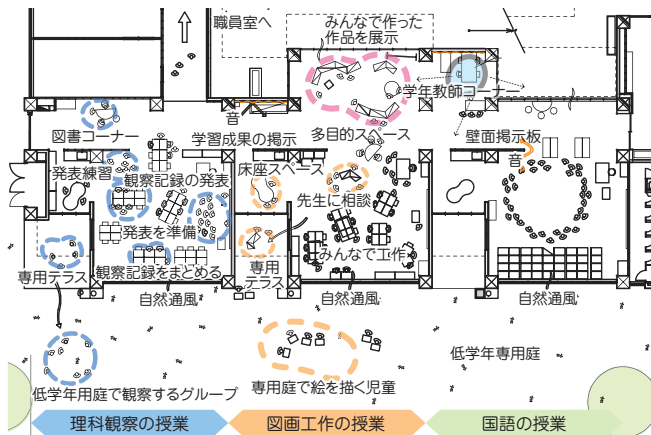 職員室へ
みんなで作った
作品を展示
学年教師コーナー
音
図書コーナー
学習成果の掲示
多目的スペース
壁面掲示板
音
発表練習
観察記録の発表
床座スペース
先生に相談
発表を準備
みんなで工作
専用テラス
観察記録をまとめる
専用
テラス
自然通風
自然通風
自然通風
低学年専用庭
低学年用庭で観察するグループ
専用庭で絵を描く児童
理科観察の授業
図画工作の授業
国語の授業